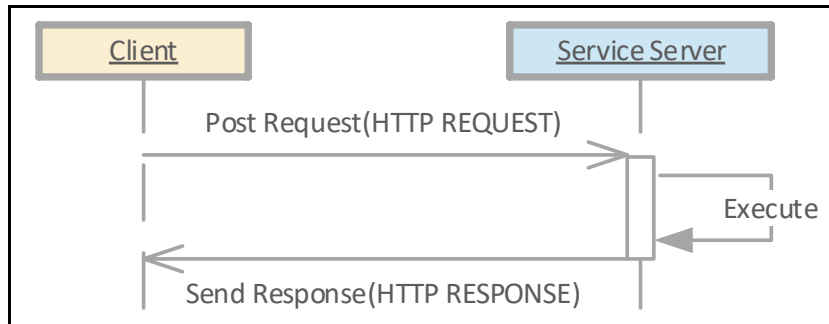 Client
Service Server
Post Request(HTTP REQUEST)
Execute
Send Response(HTTP RESPONSE)